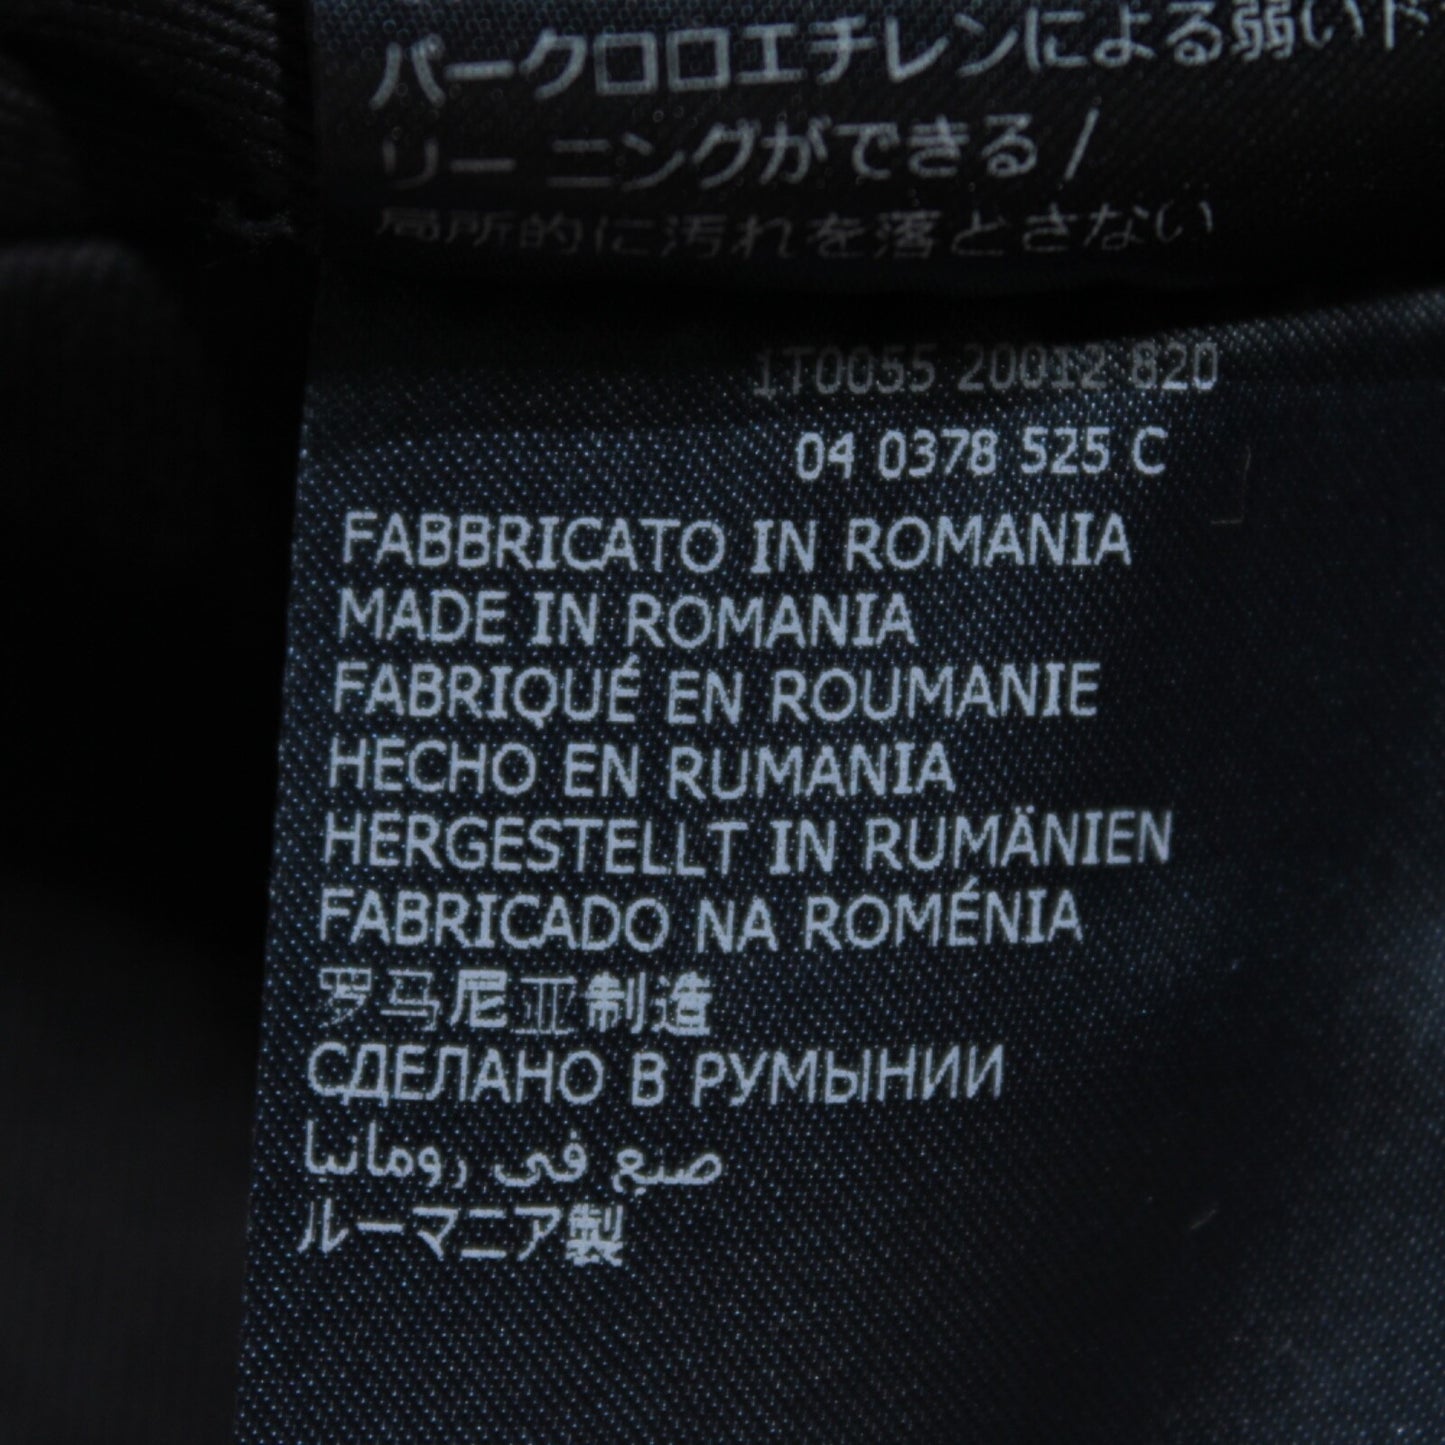 パークロロエチレンによる弱いド
リーニングができる /
局所的に汚れを落とさない
1T0055 20012 820
04 0378 525 C
FABBRICATO IN ROMANIA
MADE IN ROMANIA
FABRIQUÉ EN ROUMANIE
HECHO EN RUMANIA
HERGESTELLT IN RUMÄNIEN
FABRICADO NA ROMÉNIA
罗马尼亚制造
СДЕЛАНО В РУМЫНИИ
صنع في رومانيا
ルーマニア製